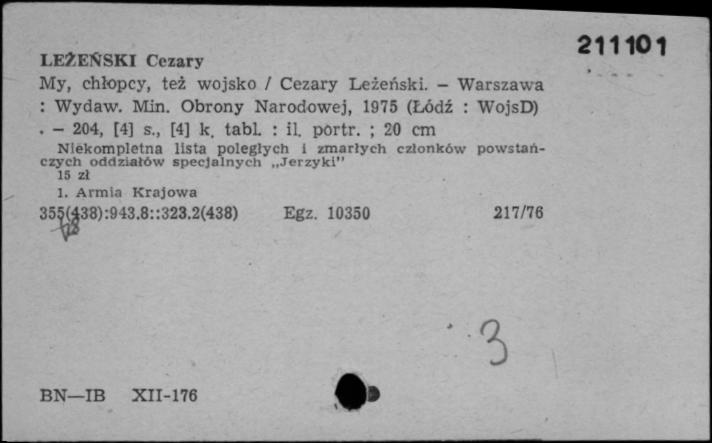 211101
LEŻEŃSKI Cezary
My, chłopcy, też wojsko / Cezary Leżeński. — Warszawa
: Wydaw. Min. Obrony Narodowej, 1975 (Łódź : WojsD)
. — 204, [4] s., [4] k. tabl. : il. portr. ; 20 cm
Niekompletna lista poległych i zmarłych członków powstań-
czych oddziałów specjalnych „Jerzyki”
15 zł
1. Armia Krajowa
355(438):943.8::323.2(438) Egz. 10350 217/76
3
BN—IB XII-176